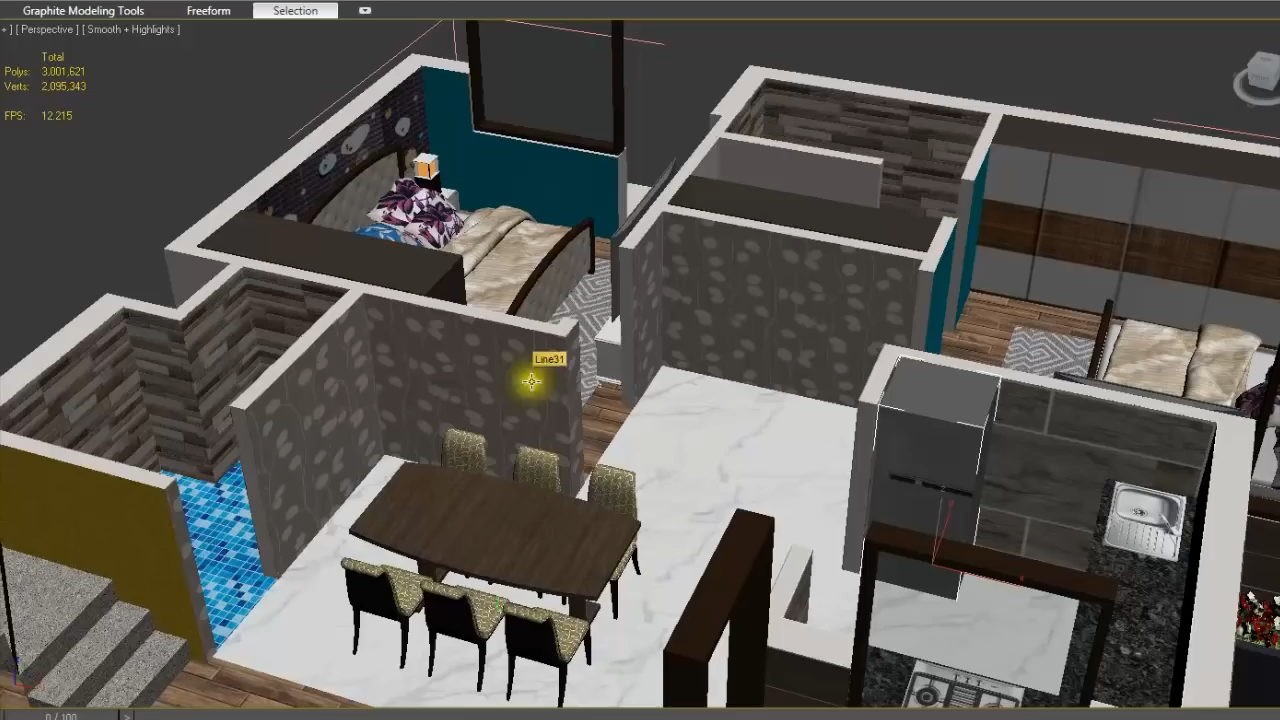 Graphite Modeling Tools Freeform Selection
+ ] [ Perspective ] [ Smooth + Highlights ]
Total
Polys: 3,001,621
Verts: 2,095,343
FPS: 12.215
Line31
0 / 100 >